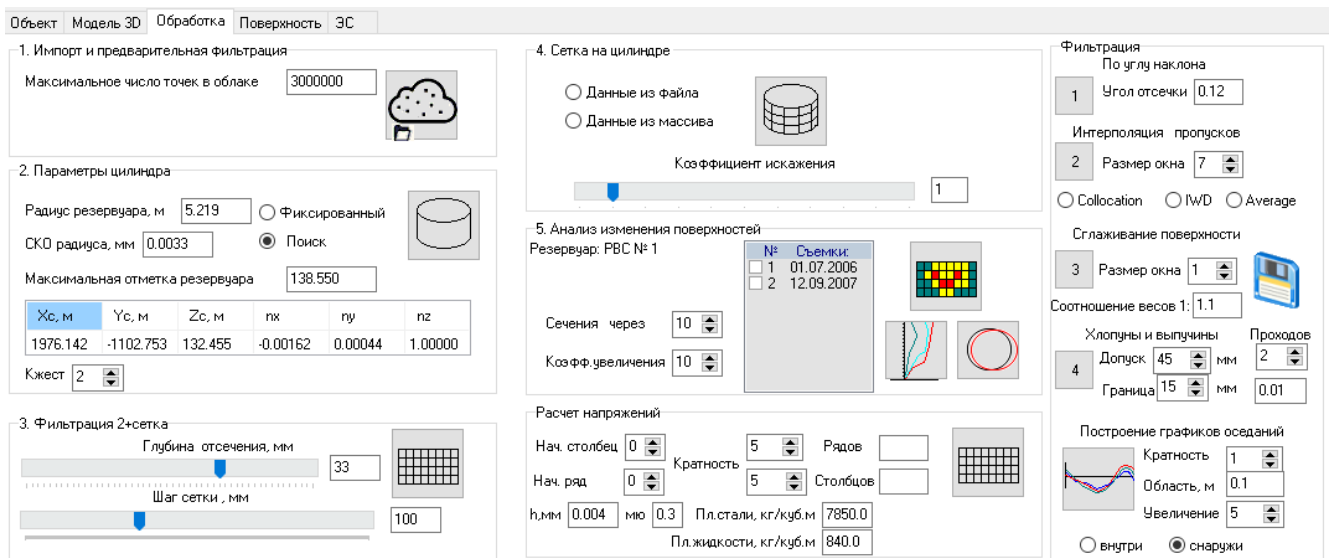 Объект Модель 3D Обработка Поверхность ЭС
1. Импорт и предварительная фильтрация
Максимальное число точек в облаке 3000000
2. Параметры цилиндра
Радиус резервуара, м 5.219 Фиксированный
СКО радиуса, мм 0.0033 Поиск
Максимальная отметка резервуара 138.550
Xc, м Yc, м Zc, м nx ny nz
1976.142 -1102.753 132.455 -0.00162 0.00044 1.00000
Кжест 2
3. Фильтрация 2+сетка
Глубина отсечения, мм
33
Шаг сетки , мм
100
4. Сетка на цилиндре
Данные из файла
Данные из массива
Коэффициент искажения
1
5. Анализ изменения поверхностей
Резервуар: РВС № 1
№ Съемки:
1 01.07.2006
2 12.09.2007
Сечения через 10
Коэфф.увеличения 10
Расчет напряжений
Нач. столбец 0 Кратность 5 Рядов
Нач. ряд 0 5 Столбцов
h,мм 0.004 мю 0.3 Пл.стали, кг/куб.м 7850.0
Пл.жидкости, кг/куб.м 840.0
Фильтрация
По углу наклона
1 Угол отсечки 0.12
Интерполяция пропусков
2 Размер окна 7
Collocation IWD Average
Сглаживание поверхности
3 Размер окна 1
Соотношение весов 1: 1.1
Хлопуны и выпучины Проходов
4 Допуск 45 мм 2
Граница 15 мм 0.01
Построение графиков оседаний
Кратность 1
Область, м 0.1
Увеличение 5
внутри снаружи